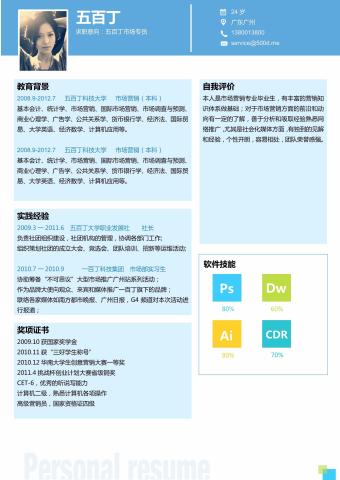 五百丁
求职意向：五百丁市场专员
24 岁
广东广州
1380013800
service@500d.me
教育背景
2008.9-2012.7 五百丁科技大学 市场营销（本科）
基本会计、统计学、市场营销、国际市场营销、市场调查与预测、
商业心理学、广告学、公共关系学、货币银行学、经济法、国际贸
易、大学英语、经济数学、计算机应用等。
2008.9-2012.7 五百丁科技大学 市场营销（本科）
基本会计、统计学、市场营销、国际市场营销、市场调查与预测、
商业心理学、广告学、公共关系学、货币银行学、经济法、国际贸
易、大学英语、经济数学、计算机应用等。
实践经验
2009.3 — 2011.6 五百丁大学职业发展社 社长
负责社团组织建设，社团机构的管理，协调各部门工作；
组织策划社团的成立大会、竞选会、团队培训、招新等运维活动；
2010.7 — 2010.9 一百丁科技集团 市场部实习生
协助筹备“不可思议”大型市场推广广州站系列活动；
作为品牌大使向观众、来宾和媒体推广一百丁旗下的品牌；
联络各家媒体如南方都市晚报、广州日报，G4 频道对本次活动进
行报道；
奖项证书
2009.10 获国家奖学金
2010.11 获“三好学生称号”
2010.12 华南大学生创意营销大赛一等奖
2011.4 挑战杯创业计划大赛省级铜奖
CET-6，优秀的听说写能力
计算机二级，熟悉计算机各项操作
高级营销员，国家资格证四级
自我评价
本人是市场营销专业毕业生，有丰富的营销知
识体系做基础；对于市场营销方面的前沿和动
向有一定的了解，善于分析和吸取经验熟悉网
络推广，尤其是社会化媒体方面，有独到的见解
和经验，个性开朗，容易相处，团队荣誉感强。
软件技能
Ps Dw
80% 60%
Ai CDR
80% 70%
Personal resume